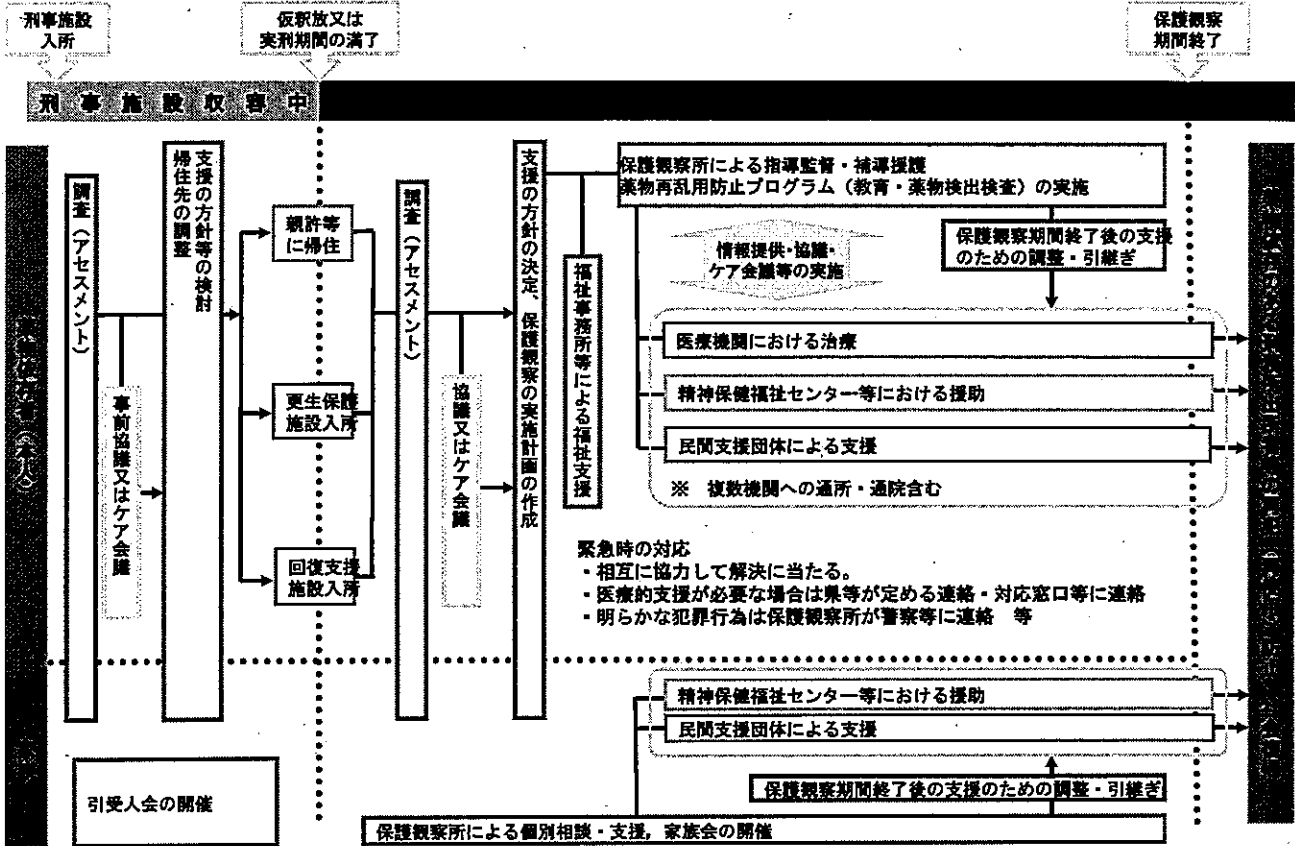 刑事施設
入所
仮釈放又は
実刑期間の満了
保護観察
期間終了
刑事施設収容中
調査（アセスメント）
事前協議又はケア会議
支援の方針等の検討
帰住先の調整
親許等
に帰住
更生保護
施設入所
回復支援
施設入所
調査（アセスメント）
協議又はケア会議
支援の方針の決定、保護観察の実施計画の作成
福祉事務所等による福祉支援
保護観察所による指導監督・補導援護
薬物再乱用防止プログラム（教育・薬物検出検査）の実施
情報提供・協議・
ケア会議等の実施
保護観察期間終了後の支援
のための調整・引継ぎ
医療機関における治療
精神保健福祉センター等における援助
民間支援団体による支援
※　複数機関への通所・通院含む
緊急時の対応
・相互に協力して解決に当たる。
・医療的支援が必要な場合は県等が定める連絡・対応窓口等に連絡
・明らかな犯罪行為は保護観察所が警察等に連絡　等
精神保健福祉センター等における援助
民間支援団体による支援
保護観察期間終了後の支援のための調整・引継ぎ
引受人会の開催
保護観察所による個別相談・支援，家族会の開催